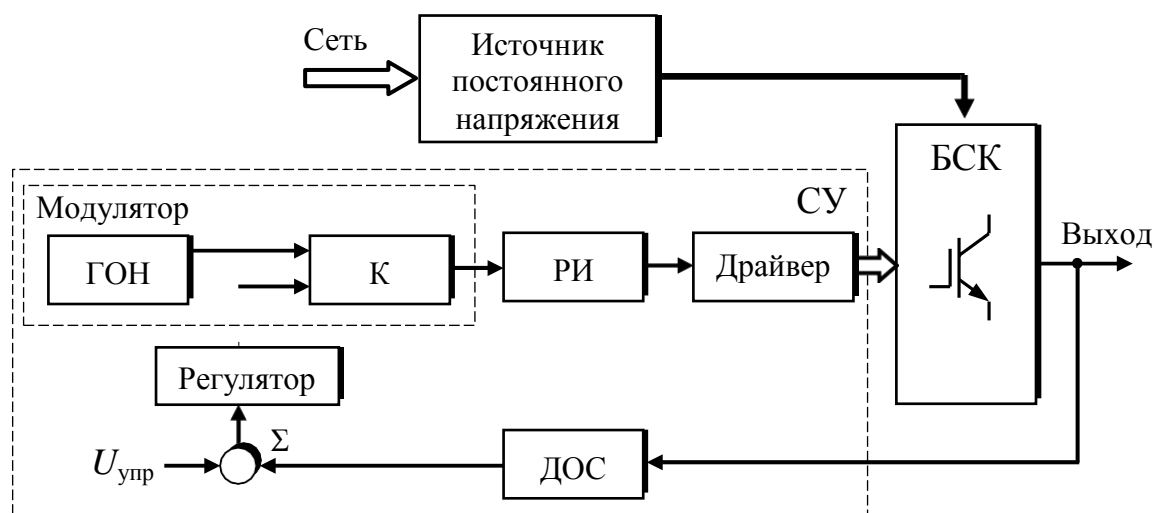 Сеть
Источник
постоянного
напряжения
БСК
СУ
Модулятор
ГОН
К
РИ
Драйвер
Выход
Регулятор
Σ
Uупр
ДОС